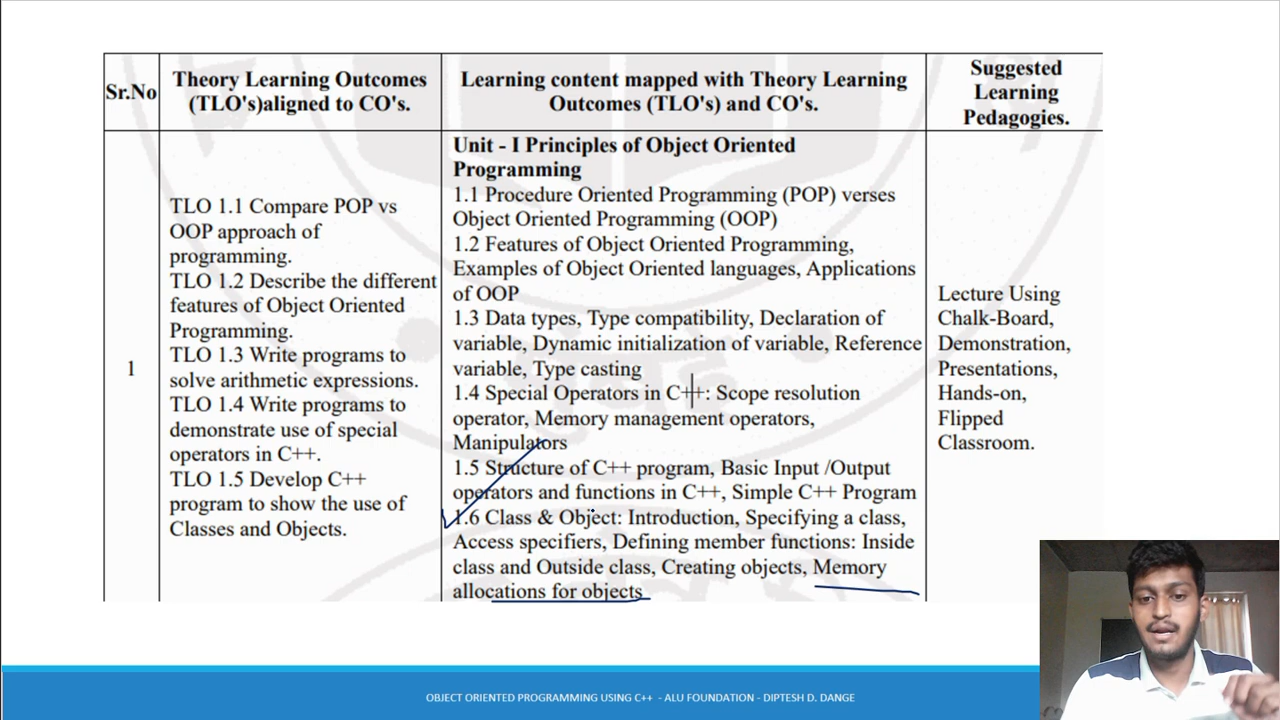 Sr.No
Theory Learning Outcomes
(TLO's)aligned to CO's.
Learning content mapped with Theory Learning
Outcomes (TLO's) and CO's.
Suggested
Learning
Pedagogies.
1
TLO 1.1 Compare POP vs
OOP approach of
programming.
TLO 1.2 Describe the different
features of Object Oriented
Programming.
TLO 1.3 Write programs to
solve arithmetic expressions.
TLO 1.4 Write programs to
demonstrate use of special
operators in C++.
TLO 1.5 Develop C++
program to show the use of
Classes and Objects.
Unit - I Principles of Object Oriented
Programming
1.1 Procedure Oriented Programming (POP) verses
Object Oriented Programming (OOP)
1.2 Features of Object Oriented Programming,
Examples of Object Oriented languages, Applications
of OOP
1.3 Data types, Type compatibility, Declaration of
variable, Dynamic initialization of variable, Reference
variable, Type casting
1.4 Special Operators in C++: Scope resolution
operator, Memory management operators,
Manipulators
1.5 Structure of C++ program, Basic Input /Output
operators and functions in C++, Simple C++ Program
1.6 Class & Object: Introduction, Specifying a class,
Access specifiers, Defining member functions: Inside
class and Outside class, Creating objects, Memory
allocations for objects
Lecture Using
Chalk-Board,
Demonstration,
Presentations,
Hands-on,
Flipped
Classroom.
OBJECT ORIENTED PROGRAMMING USING C++ - ALU FOUNDATION - DIPTESH D. DANGE